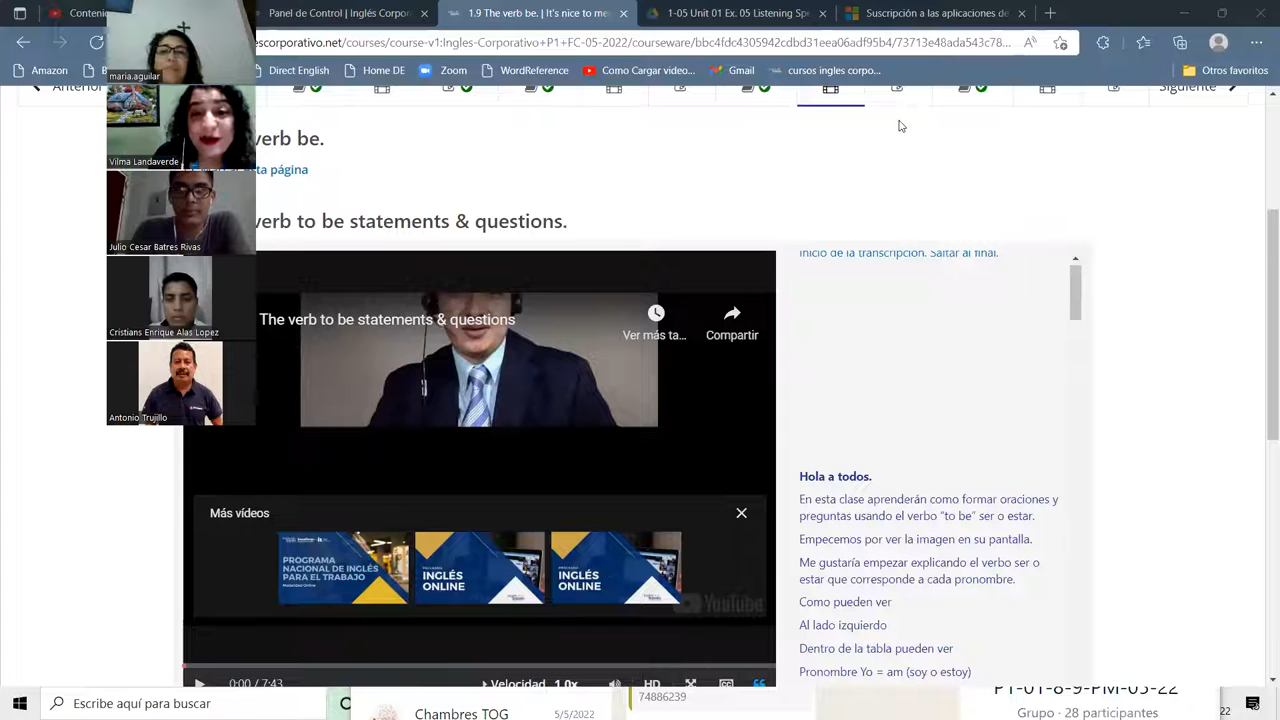 Panel de Control | Inglés Corpor
1.9 The verb be. | It's nice to me
1-05 Unit 01 Ex. 05 Listening Sp
Suscripción a las aplicaciones de
escorporativo.net/courses/course-v1:Ingles-Corporativo+P1+FC-05-2022/courseware/bbc4fdc4305942cdbd31eea06adf95b4/73713e48ada543c78...
Amazon
Direct English
Home DE
Zoom
WordReference
Como Cargar video...
Gmail
cursos ingles corpo...
Otros favoritos
Anterior
Siguiente
maria.aguilar
Vilma Landaverde
Julio Cesar Batres Rivas
Cristians Enrique Alas Lopez
Antonio Trujillo
verb be.
esta página
verb to be statements & questions.
The verb to be statements & questions
Ver más ta...
Compartir
Más vídeos
PROGRAMA
NACIONAL DE INGLÉS
PARA EL TRABAJO
Modalidad Online
INGLÉS
ONLINE
INGLÉS
ONLINE
YouTube
0:00 / 7:43
Velocidad
1.0x
HD
Inicio de la transcripción. Saltar al final.
Hola a todos.
En esta clase aprenderán como formar oraciones y
preguntas usando el verbo “to be” ser o estar.
Empecemos por ver la imagen en su pantalla.
Me gustaría empezar explicando el verbo ser o
estar que corresponde a cada pronombre.
Como pueden ver
Al lado izquierdo
Dentro de la tabla pueden ver
Pronombre Yo = am (soy o estoy)
Escribe aquí para buscar
Chambres TOG
5/5/2022
74886239
P1-01-8-9-PM-05-22
Grupo · 28 participantes
22